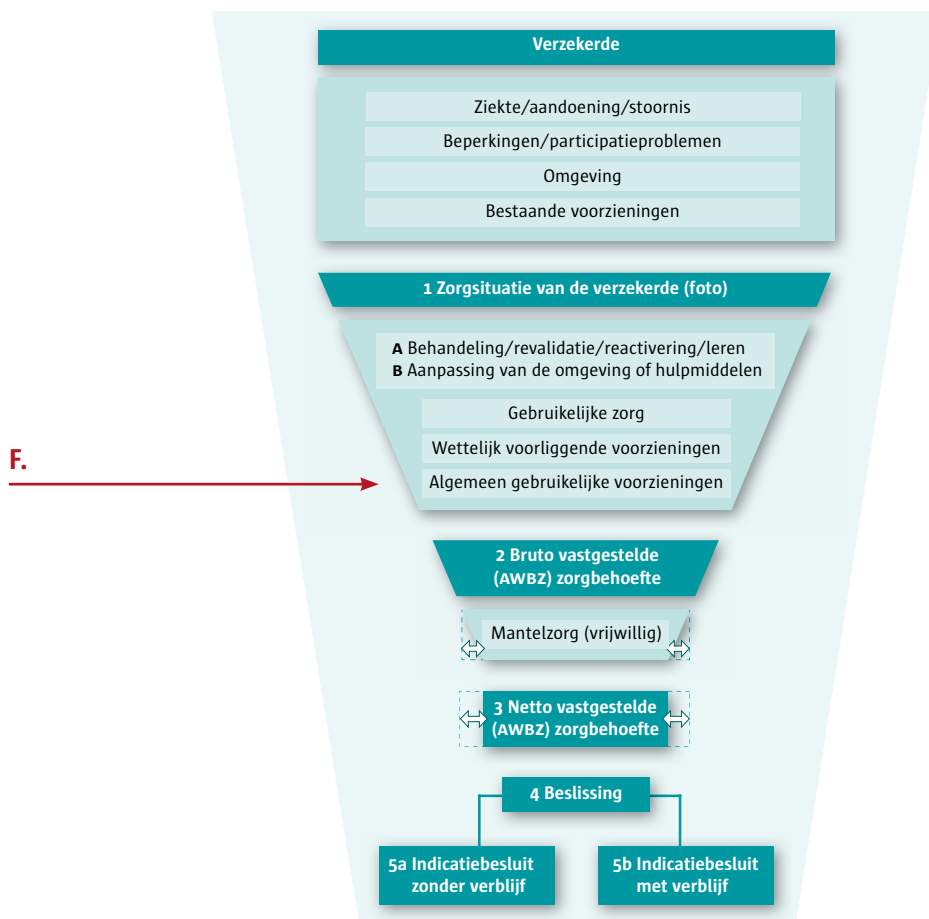 Verzekerde
Ziekte/aandoening/stoornis
Beperkingen/participatieproblemen
Omgeving
Bestaande voorzieningen
1 Zorgsituatie van de verzekerde (foto)
A Behandeling/revalidatie/reactivering/leren
B Aanpassing van de omgeving of hulpmiddelen
Gebruikelijke zorg
Wettelijk voorliggende voorzieningen
F.
Algemeen gebruikelijke voorzieningen
2 Bruto vastgestelde
(AWBZ) zorgbehoefte
Mantelzorg (vrijwillig)
3 Netto vastgestelde
(AWBZ) zorgbehoefte
4 Beslissing
5a Indicatiebesluit
zonder verblijf
5b Indicatiebesluit
met verblijf